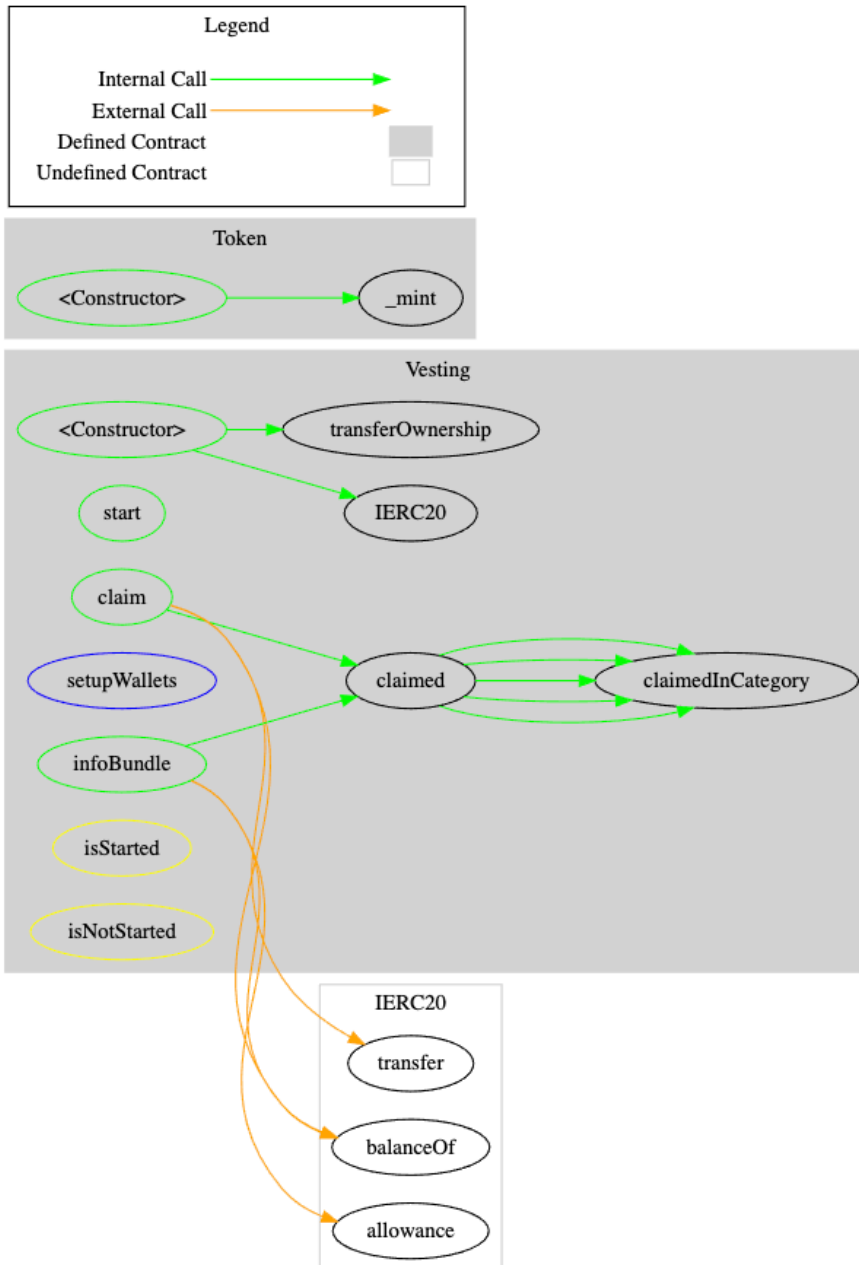 Legend
Internal Call
External Call
Defined Contract
Undefined Contract
Token
<Constructor>
_mint
Vesting
<Constructor>
transferOwnership
start
IERC20
claim
setupWallets
claimed
claimedInCategory
infoBundle
isStarted
isNotStarted
IERC20
transfer
balanceOf
allowance